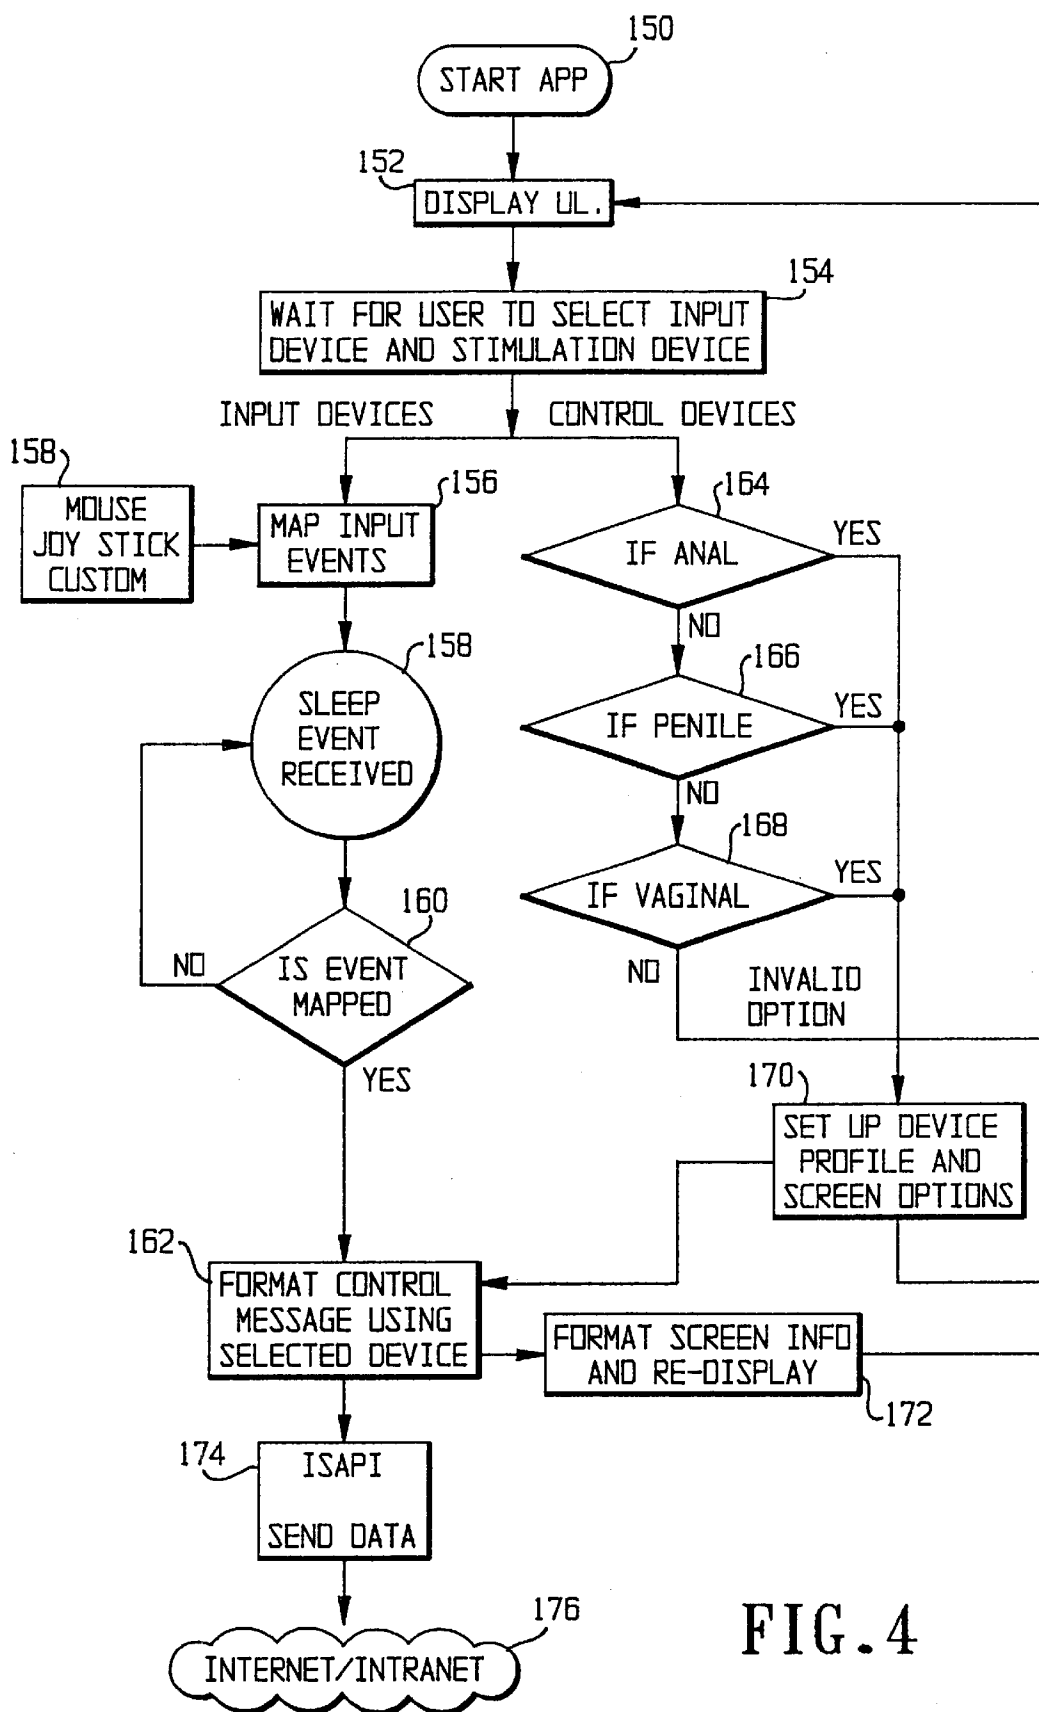 150
START APP
152
DISPLAY UL.
154
WAIT FOR USER TO SELECT INPUT
DEVICE AND STIMULATION DEVICE
INPUT DEVICES
CONTROL DEVICES
158
MOUSE
JOY STICK
CUSTOM
156
MAP INPUT
EVENTS
164
IF ANAL
YES
NO
158
SLEEP
EVENT
RECEIVED
166
IF PENILE
YES
NO
168
IF VAGINAL
YES
NO
INVALID
OPTION
160
IS EVENT
MAPPED
NO
YES
170
SET UP DEVICE
PROFILE AND
SCREEN OPTIONS
162
FORMAT CONTROL
MESSAGE USING
SELECTED DEVICE
FORMAT SCREEN INFO
AND RE-DISPLAY
172
174
ISAPI
SEND DATA
176
INTERNET/INTRANET
FIG. 4